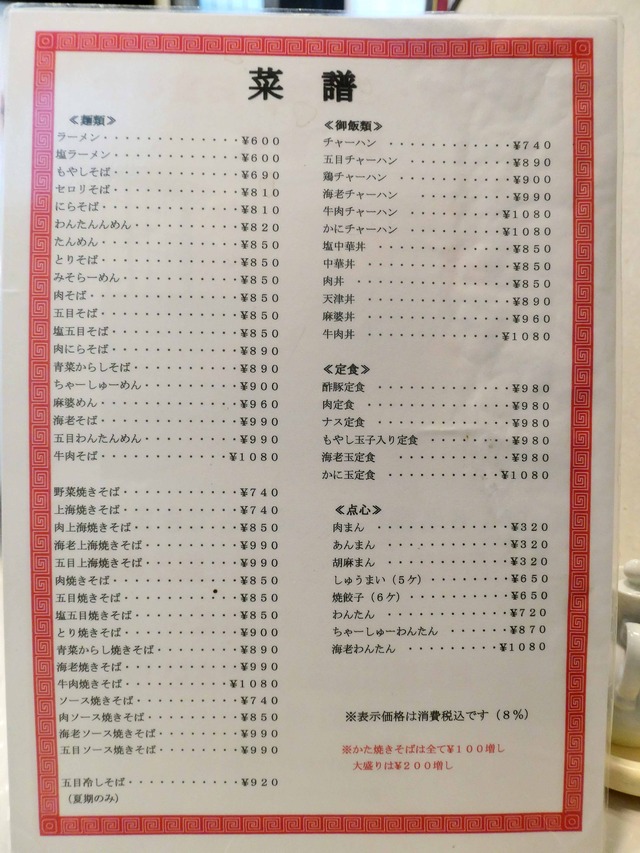 菜譜
≪麺類≫
ラーメン・・・・・・・・・・・・・¥600
塩ラーメン・・・・・・・・・・・・¥600
もやしそば・・・・・・・・・・・・¥690
セロリそば・・・・・・・・・・・・¥810
にらそば・・・・・・・・・・・・・¥810
わんたんんめん・・・・・・・・・・¥820
たんめん・・・・・・・・・・・・・¥850
とりそば・・・・・・・・・・・・・¥850
みそらーめん・・・・・・・・・・・¥850
肉そば・・・・・・・・・・・・・・¥850
五目そば・・・・・・・・・・・・・¥850
塩五目そば・・・・・・・・・・・・¥850
肉にらそば・・・・・・・・・・・・¥890
青菜からしそば・・・・・・・・・・¥890
ちゃーしゅーめん・・・・・・・・・¥900
麻婆めん・・・・・・・・・・・・・¥960
海老そば・・・・・・・・・・・・・¥990
五目わんたんめん・・・・・・・・・¥990
牛肉そば・・・・・・・・・・・・¥1080
野菜焼きそば・・・・・・・・・・・¥740
上海焼きそば・・・・・・・・・・・¥740
肉上海焼きそば・・・・・・・・・・¥850
海老上海焼きそば・・・・・・・・・¥990
五目上海焼きそば・・・・・・・・・¥990
肉焼きそば・・・・・・・・・・・・¥850
五目焼きそば・・・・・・・・・・・¥850
塩五目焼きそば・・・・・・・・・・¥850
とり焼きそば・・・・・・・・・・・¥900
青菜からし焼きそば・・・・・・・・¥890
海老焼きそば・・・・・・・・・・・¥990
牛肉焼きそば・・・・・・・・・・¥1080
ソース焼きそば・・・・・・・・・・¥740
肉ソース焼きそば・・・・・・・・・¥850
海老ソース焼きそば・・・・・・・・¥990
五目ソース焼きそば・・・・・・・・¥990
五目冷しそば・・・・・・・・・・・¥920
（夏期のみ）
≪御飯類≫
チャーハン ・・・・・・・・・・・・¥740
五目チャーハン ・・・・・・・・・・¥890
鶏チャーハン ・・・・・・・・・・・¥900
海老チャーハン ・・・・・・・・・・¥990
牛肉チャーハン ・・・・・・・・・¥1080
かにチャーハン ・・・・・・・・・¥1080
塩中華丼 ・・・・・・・・・・・・・¥850
中華丼 ・・・・・・・・・・・・・・¥850
肉丼 ・・・・・・・・・・・・・・・¥850
天津丼 ・・・・・・・・・・・・・・¥890
麻婆丼 ・・・・・・・・・・・・・・¥960
牛肉丼 ・・・・・・・・・・・・・¥1080
≪定食≫
酢豚定食 ・・・・・・・・・・・・・¥980
肉定食 ・・・・・・・・・・・・・・¥980
ナス定食 ・・・・・・・・・・・・・¥980
もやし玉子入り定食 ・・・・・・・・¥980
海老玉定食 ・・・・・・・・・・・・¥980
かに玉定食 ・・・・・・・・・・・¥1080
≪点心≫
肉まん ・・・・・・・・・・・・・¥320
あんまん ・・・・・・・・・・・・¥320
胡麻まん ・・・・・・・・・・・・¥320
しゅうまい（5ケ）・・・・・・・・¥650
焼餃子（6ケ）・・・・・・・・・・¥650
わんたん ・・・・・・・・・・・・¥720
ちゃーしゅーわんたん ・・・・・・¥870
海老わんたん ・・・・・・・・・¥1080
※表示価格は消費税込です（8%）
※かた焼きそばは全て¥100増し
大盛りは¥200増し